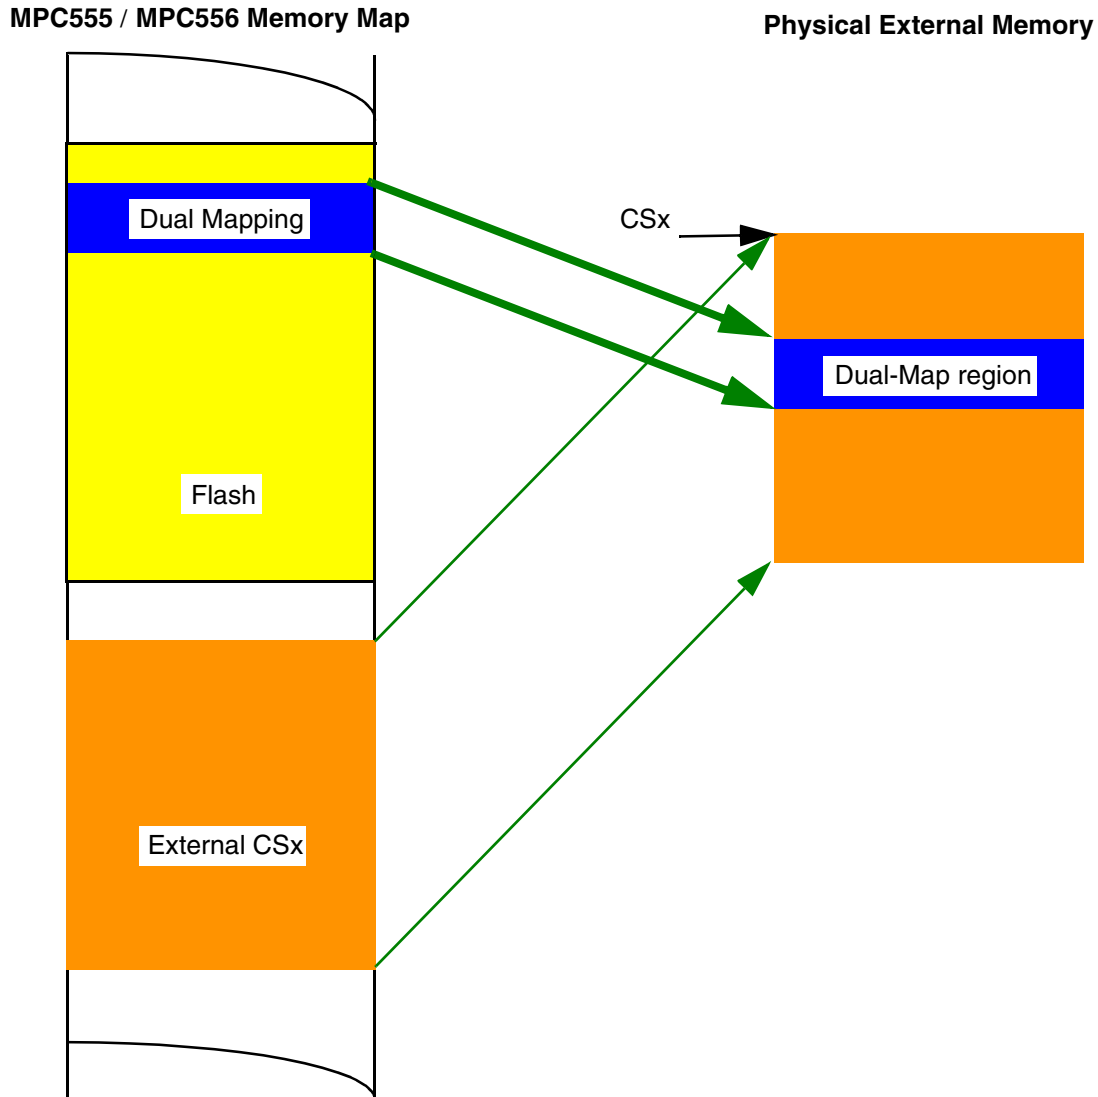 MPC555 / MPC556 Memory Map
Physical External Memory
Dual Mapping
CSx
Dual-Map region
Flash
External CSx